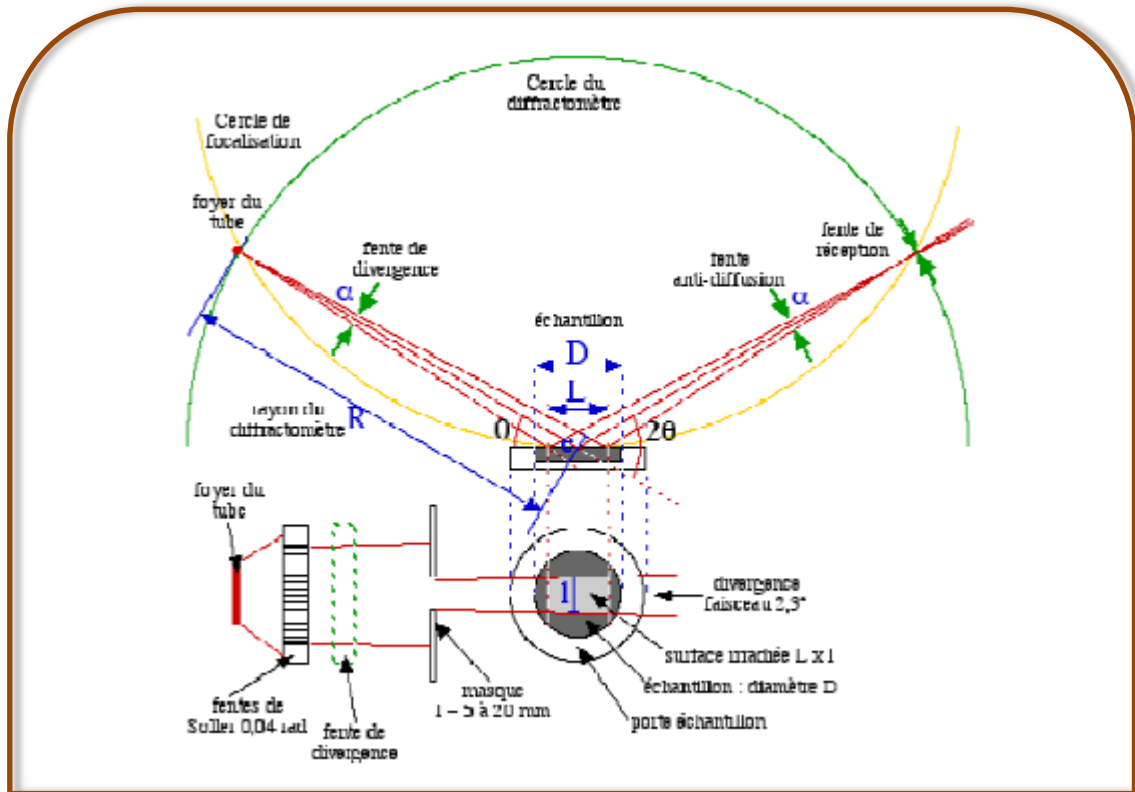 Cercle du
diffractomètre
Cercle de
focalisation
foyer du
tube
fente de
divergence
α
fente de
réception
fente
anti-diffusion
α
échantillon
D
L
rayon du
diffractomètre
R
θ
2θ
foyer du
tube
l
divergence
faisceau 2,3°
surface irradiée L x l
échantillon : diamètre D
porte échantillon
masque
l = 5 à 20 mm
fentes de
Soller 0,04 rad
fente de
divergence